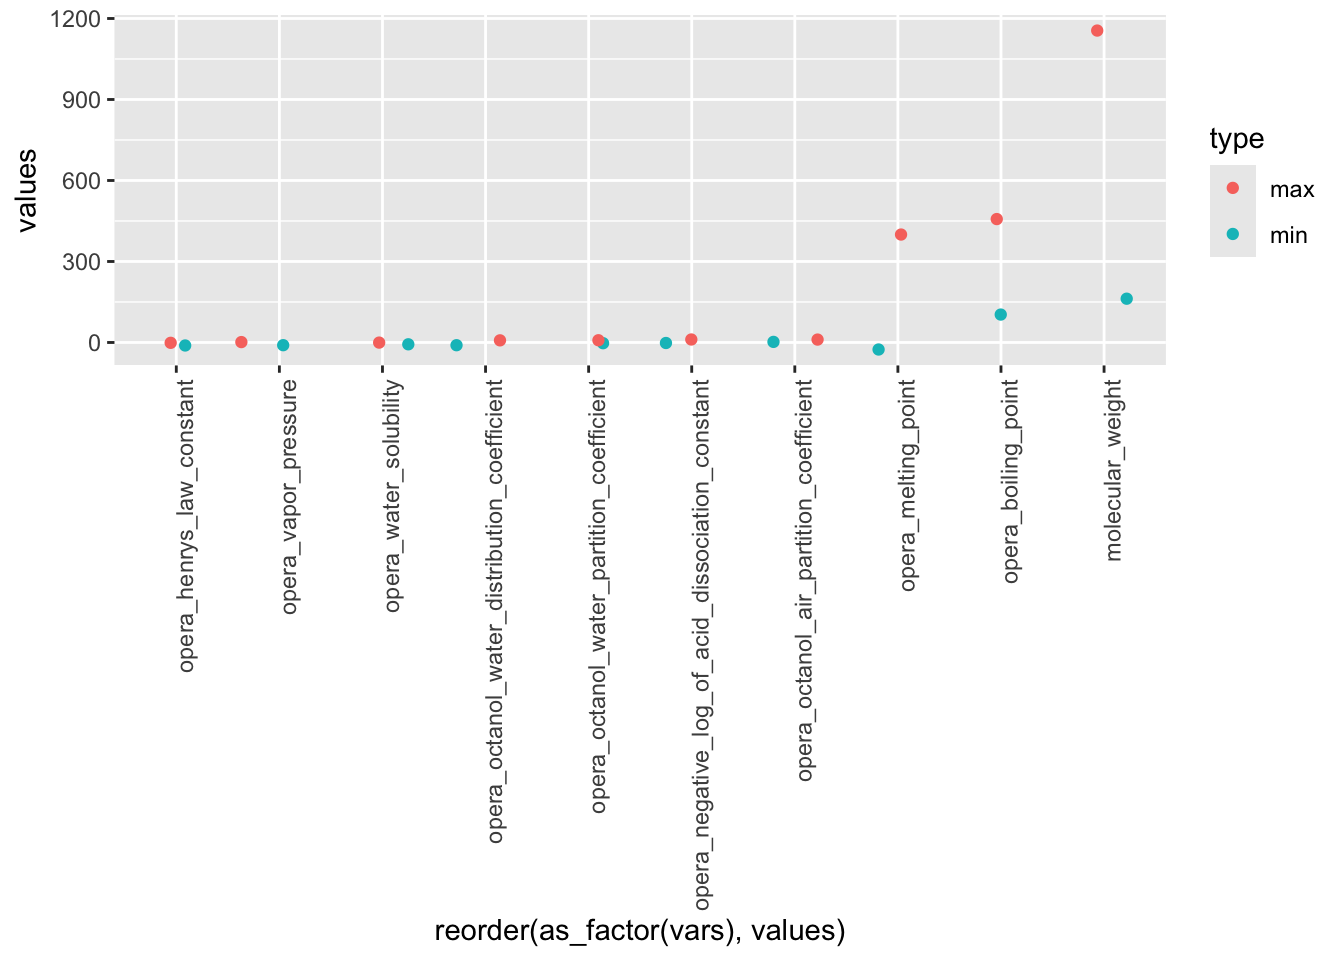 1200
900
600
300
0
values
opera_henrys_law_constant
opera_vapor_pressure
opera_water_solubility
opera_octanol_water_distribution_coefficient
opera_octanol_water_partition_coefficient
opera_negative_log_of_acid_dissociation_constant
opera_octanol_air_partition_coefficient
opera_melting_point
opera_boiling_point
molecular_weight
reorder(as_factor(vars), values)
type
max
min